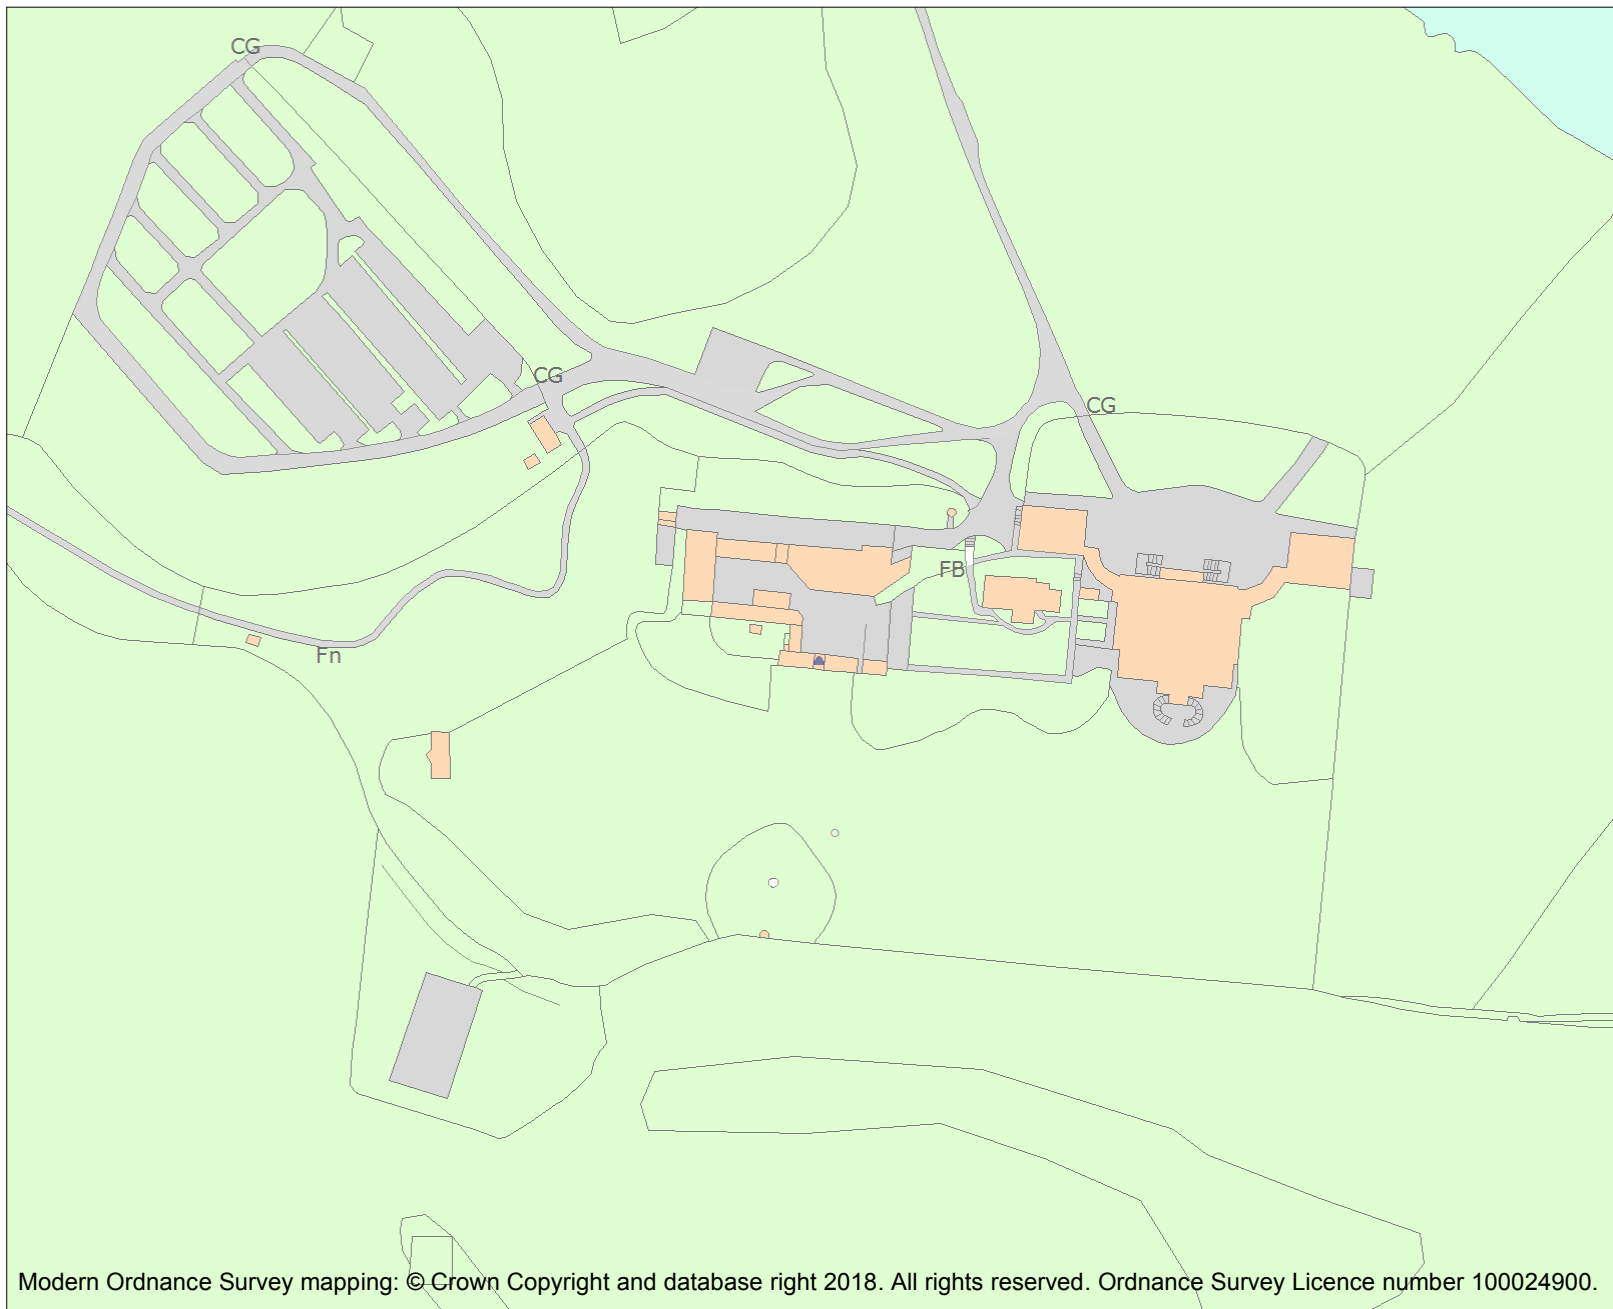 CG
CG
CG
FB
Fn
Modern Ordnance Survey mapping: © Crown Copyright and database right 2018. All rights reserved. Ordnance Survey Licence number 100024900.